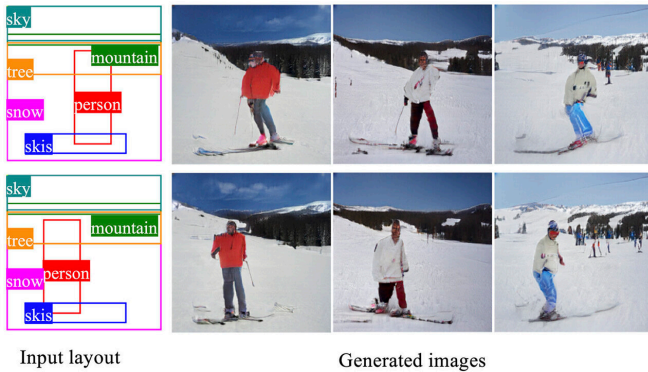 sky
mountain
tree
person
snow
skis
sky
mountain
tree
person
snow
skis
Input layout
Generated images